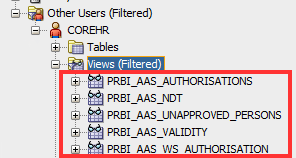 Other Users (Filtered)
COREHR
Tables
Views (Filtered)
PRBI_AAS_AUTHORISATIONS
PRBI_AAS_NDT
PRBI_AAS_UNAPPROVED_PERSONS
PRBI_AAS_VALIDITY
PRBI_AAS_WS_AUTHORISATION